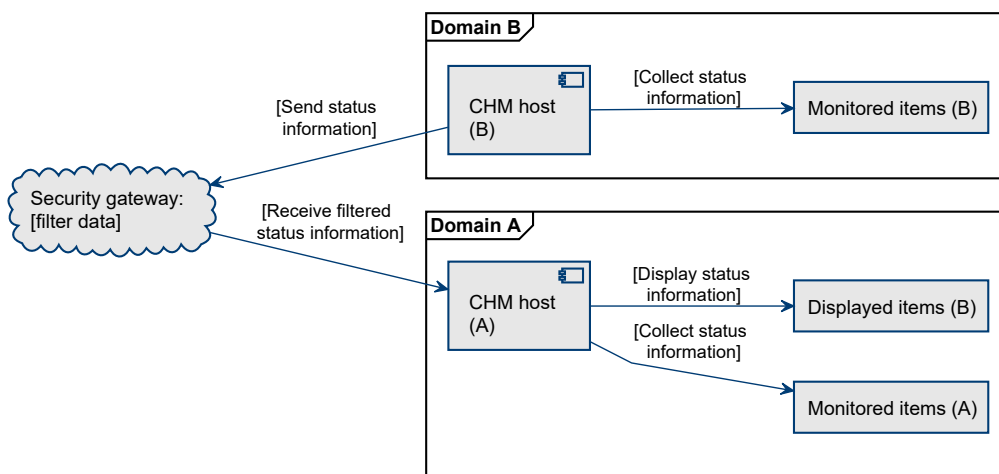 Domain B
CHM host
(B)
[Collect status
information]
Monitored items (B)
[Send status
information]
Security gateway:
[filter data]
[Receive filtered
status information]
Domain A
CHM host
(A)
[Display status
information]
Displayed items (B)
[Collect status
information]
Monitored items (A)